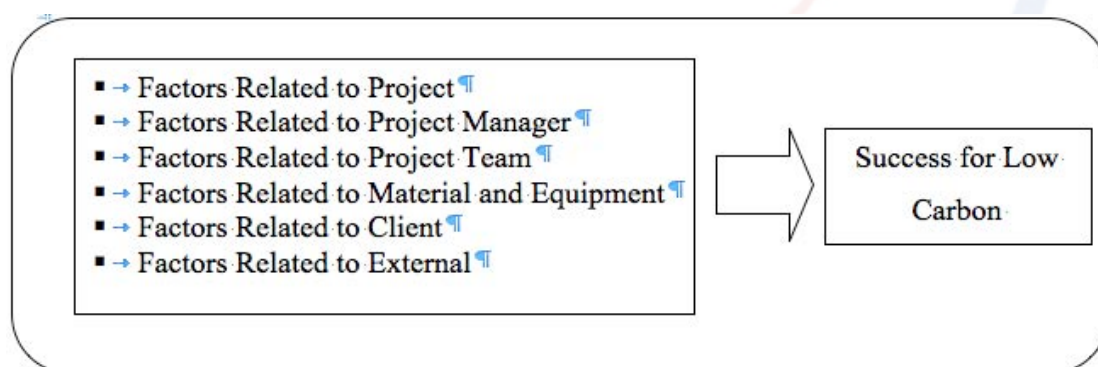 Factors Related to Project
Factors Related to Project Manager
Factors Related to Project Team
Factors Related to Material and Equipment
Factors Related to Client
Factors Related to External
Success for Low
Carbon